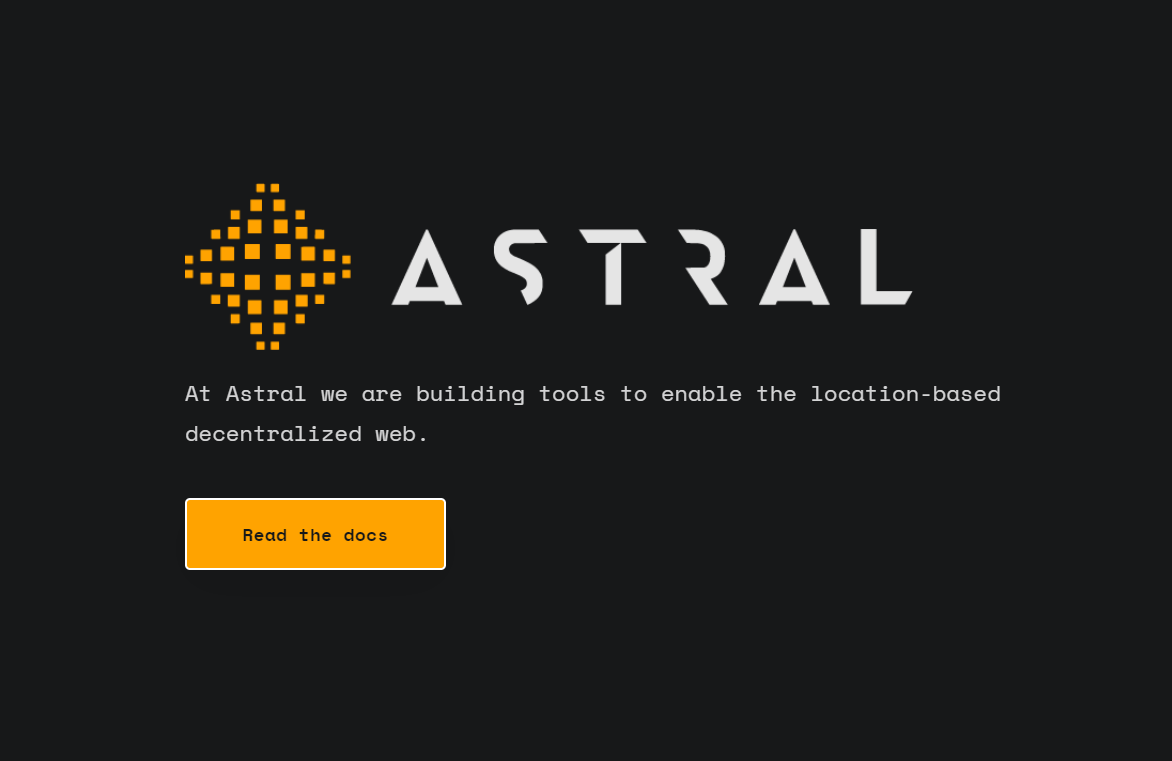 ASTRAL
At Astral we are building tools to enable the location-based
decentralized web.
Read the docs